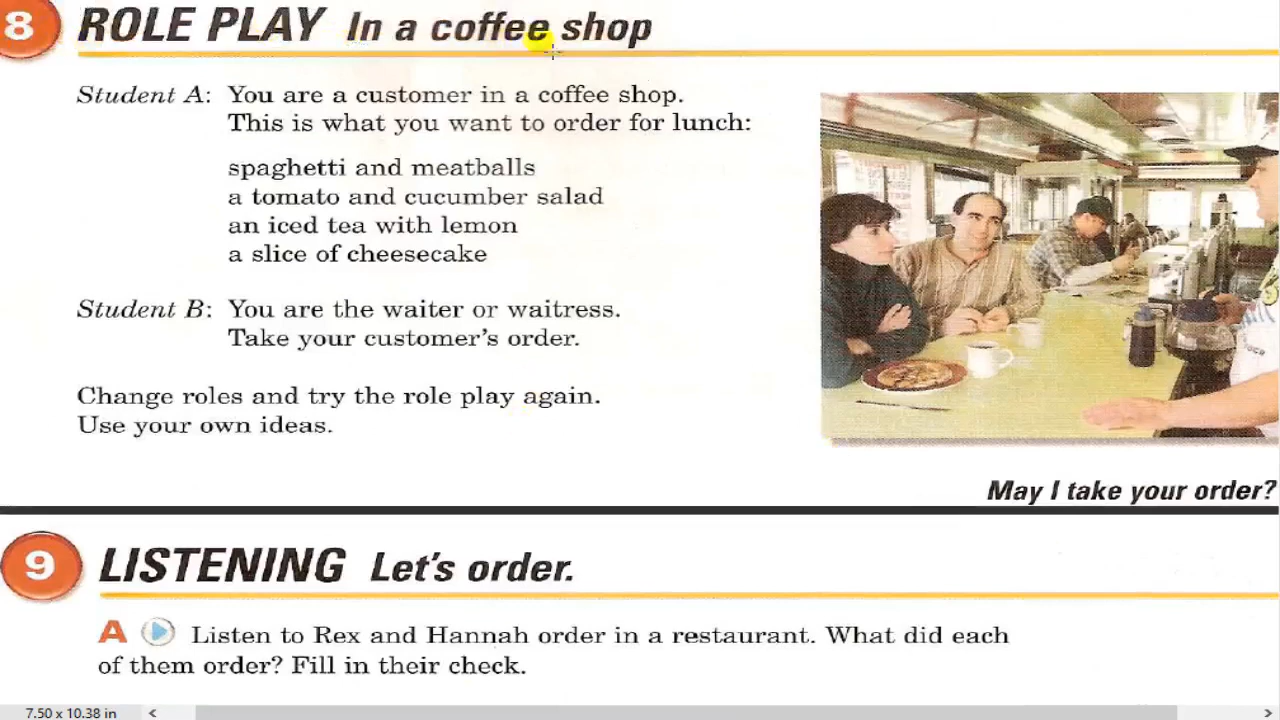 8 ROLE PLAY In a coffee shop
Student A: You are a customer in a coffee shop.
This is what you want to order for lunch:
spaghetti and meatballs
a tomato and cucumber salad
an iced tea with lemon
a slice of cheesecake
Student B: You are the waiter or waitress.
Take your customer's order.
Change roles and try the role play again.
Use your own ideas.
May I take your order?
9 LISTENING Let's order.
A Listen to Rex and Hannah order in a restaurant. What did each
of them order? Fill in their check.
7.50 x 10.38 in